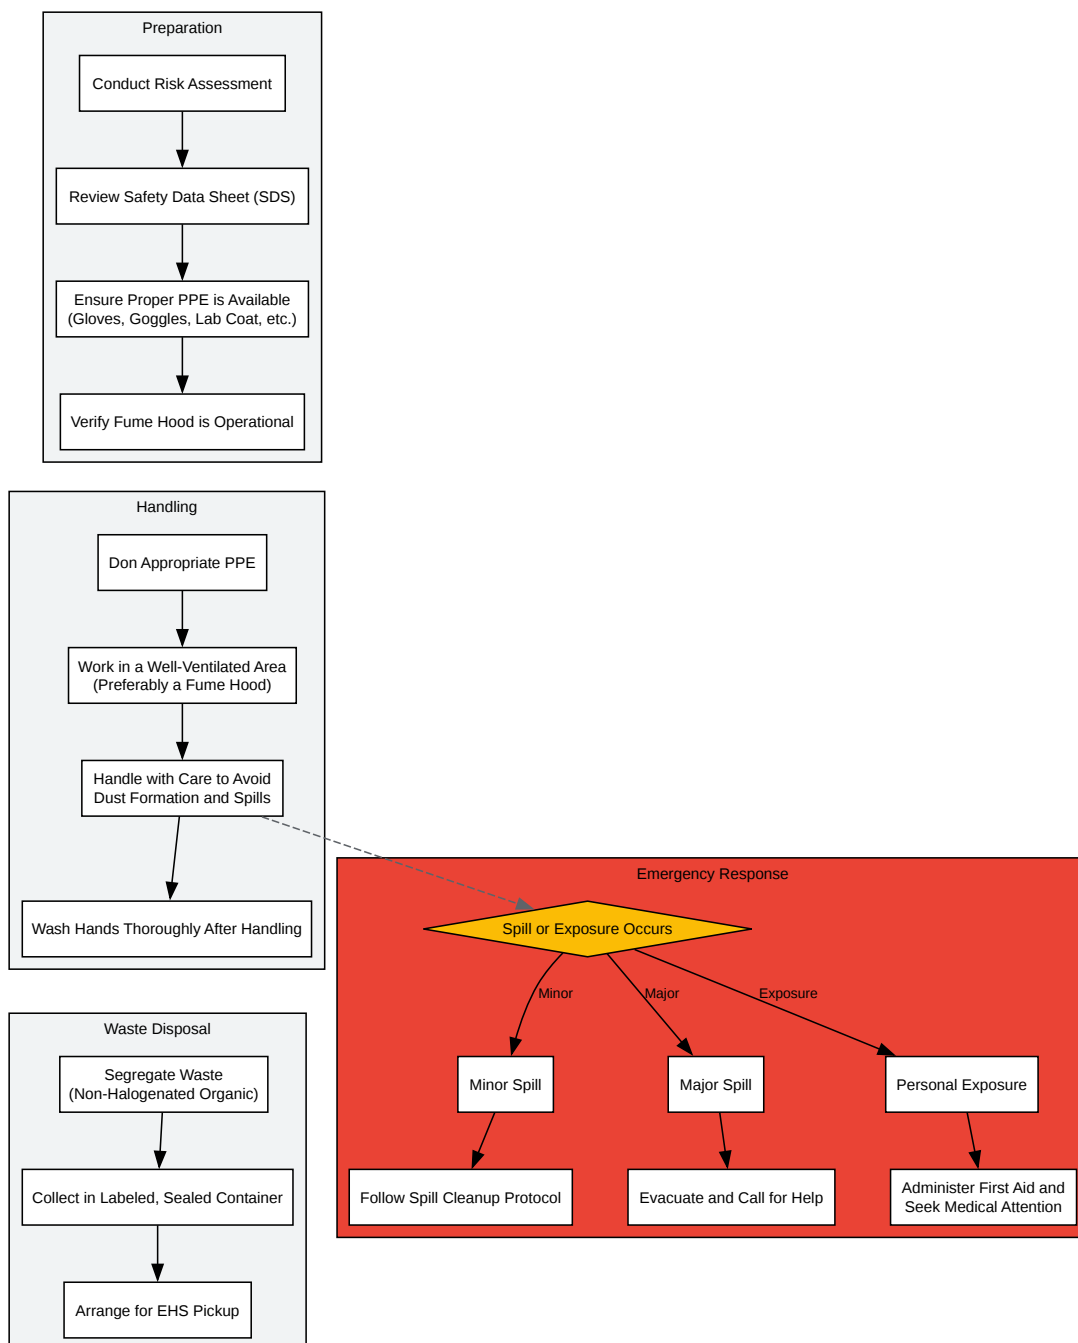 Preparation
Conduct Risk Assessment
Review Safety Data Sheet (SDS)
Ensure Proper PPE is Available
(Gloves, Goggles, Lab Coat, etc.)
Verify Fume Hood is Operational
Handling
Don Appropriate PPE
Work in a Well-Ventilated Area
(Preferably a Fume Hood)
Handle with Care to Avoid
Dust Formation and Spills
Wash Hands Thoroughly After Handling
Emergency Response
Spill or Exposure Occurs
Minor
Major
Exposure
Minor Spill
Major Spill
Personal Exposure
Follow Spill Cleanup Protocol
Evacuate and Call for Help
Administer First Aid and
Seek Medical Attention
Waste Disposal
Segregate Waste
(Non-Halogenated Organic)
Collect in Labeled, Sealed Container
Arrange for EHS Pickup